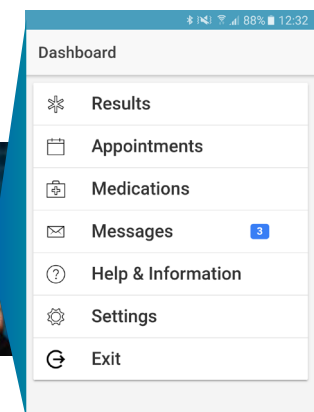 88% 12:32
Dashboard
Results
Appointments
Medications
Messages 3
Help & Information
Settings
Exit